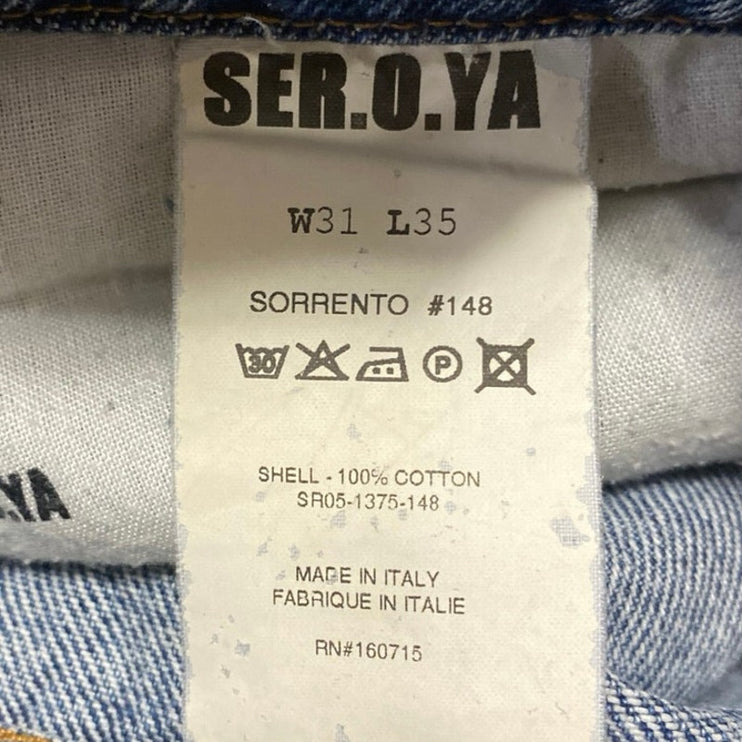 SER.O.YA
W31 L35
SORRENTO #148
30 P
SHELL - 100% COTTON
SR05-1375-148
MADE IN ITALY
FABRIQUE IN ITALIE
RN#160715
.YA